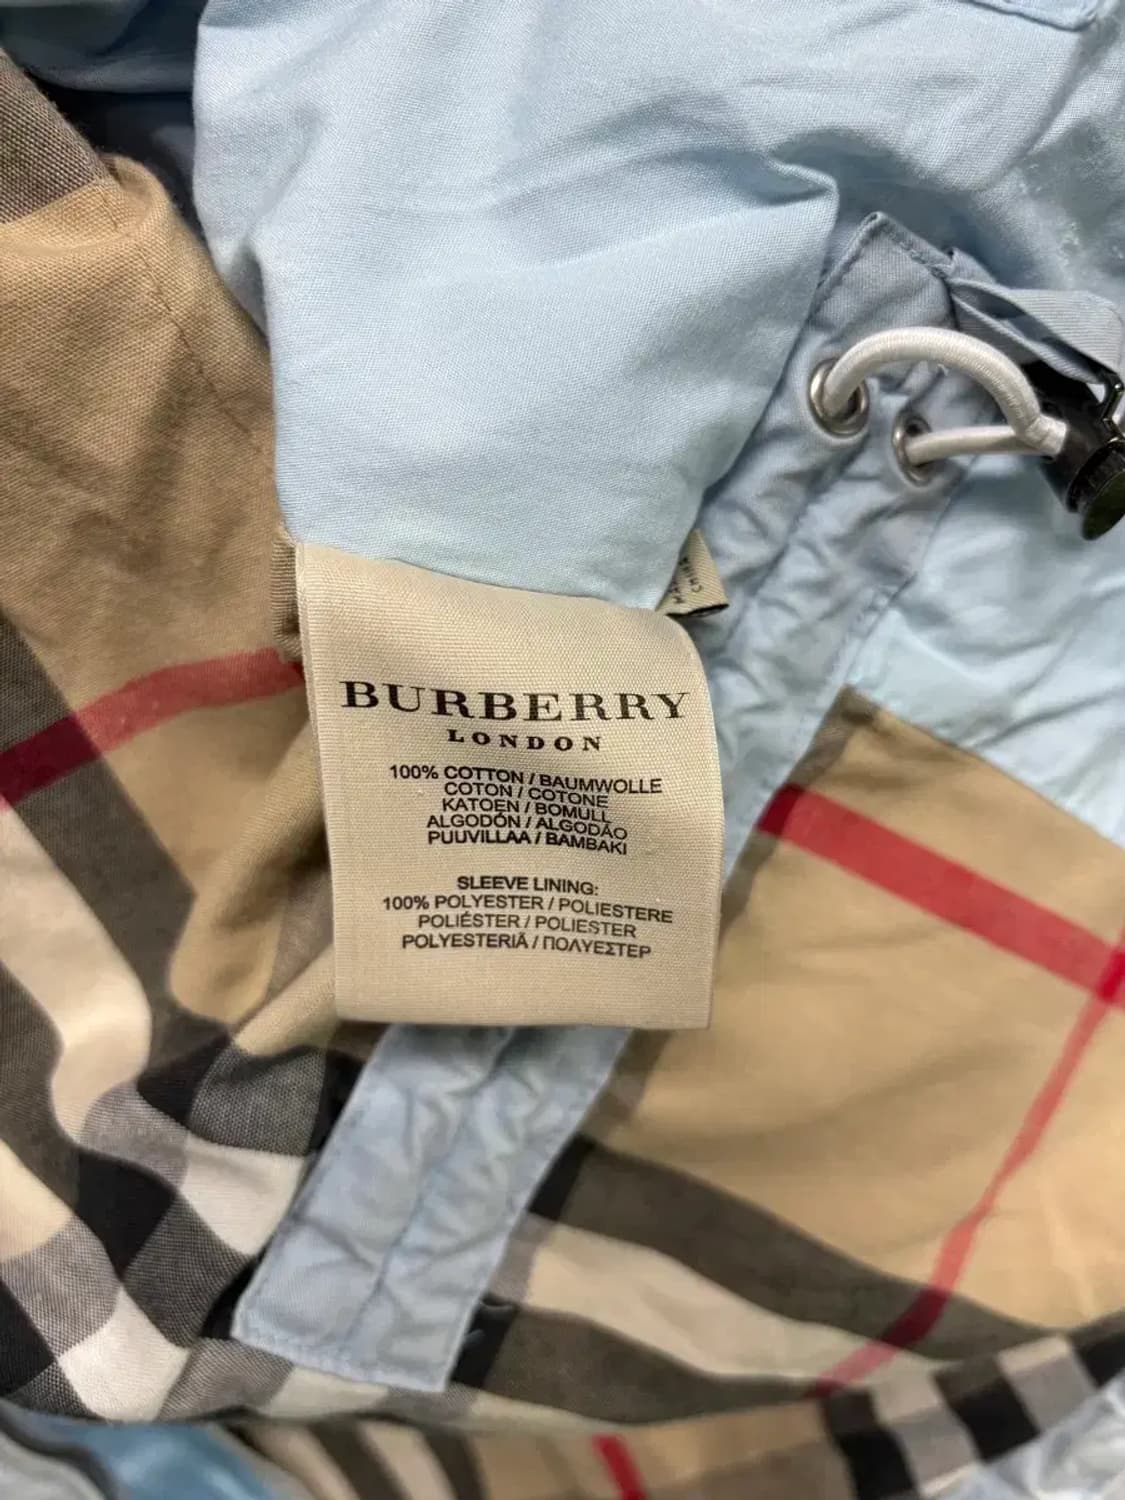 BURBERRY
LONDON
100% COTTON / BAUMWOLLE
COTON / COTONE
KATOEN / BOMULL
ALGODÓN / ALGODÃO
PUUVILLAA / BAMBAKI
SLEEVE LINING:
100% POLYESTER / POLIESTERE
POLIÉSTER / POLIESTER
POLYESTERIÄ / ΠΟΛΥΕΣΤΕΡ
CHINA